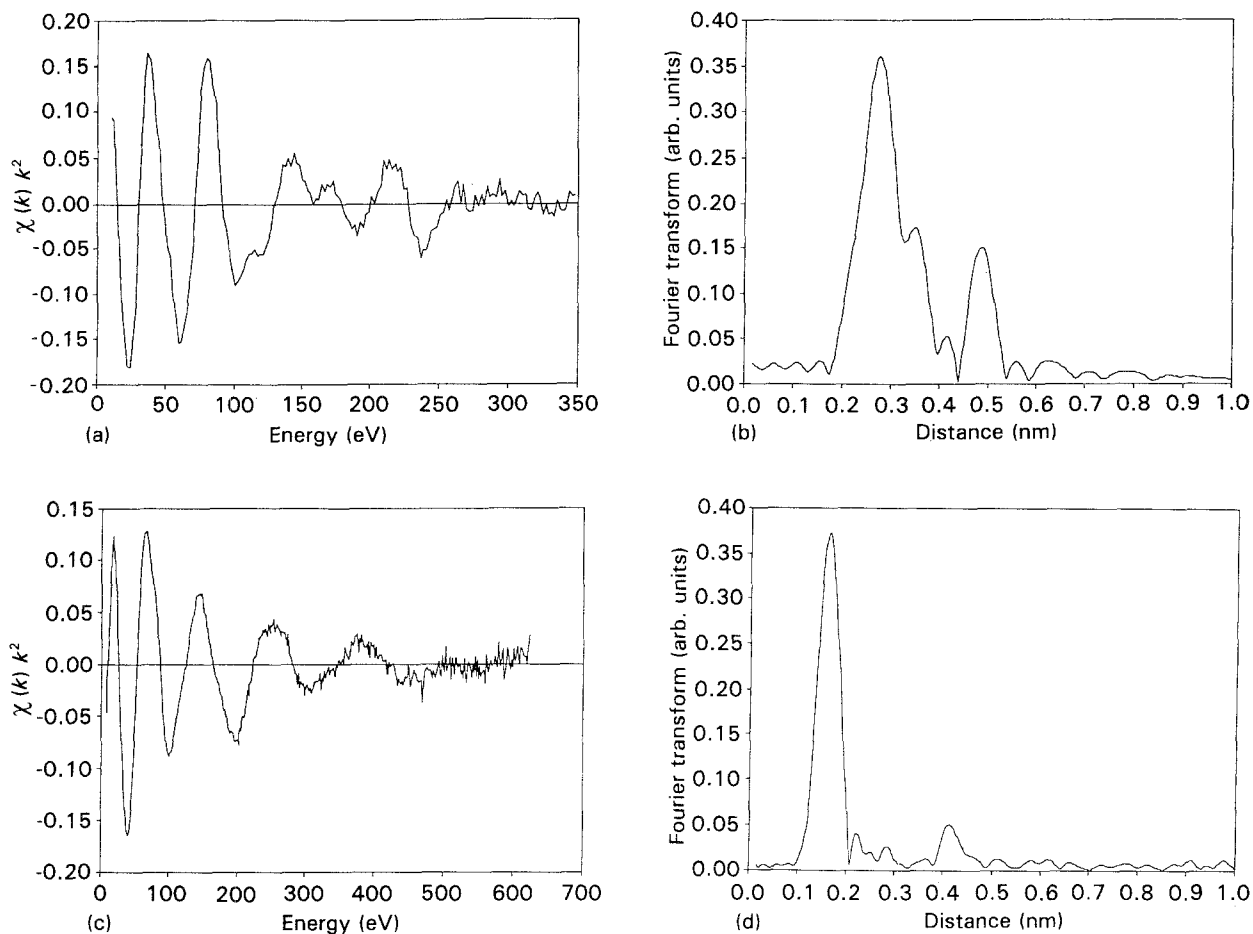 0.20
0.15
0.10
0.05
0.00
-0.05
-0.10
-0.15
-0.20
χ (k) k²
0 50 100 150 200 250 300 350
(a) Energy (eV)
0.40
0.35
0.30
0.25
0.20
0.15
0.10
0.05
0.00
Fourier transform (arb. units)
0.0 0.1 0.2 0.3 0.4 0.5 0.6 0.7 0.8 0.9 1.0
(b) Distance (nm)
0.15
0.10
0.05
0.00
-0.05
-0.10
-0.15
-0.20
χ (k) k²
0 100 200 300 400 500 600 700
(c) Energy (eV)
0.40
0.35
0.30
0.25
0.20
0.15
0.10
0.05
0.00
Fourier transform (arb. units)
0.0 0.1 0.2 0.3 0.4 0.5 0.6 0.7 0.8 0.9 1.0
(d) Distance (nm)